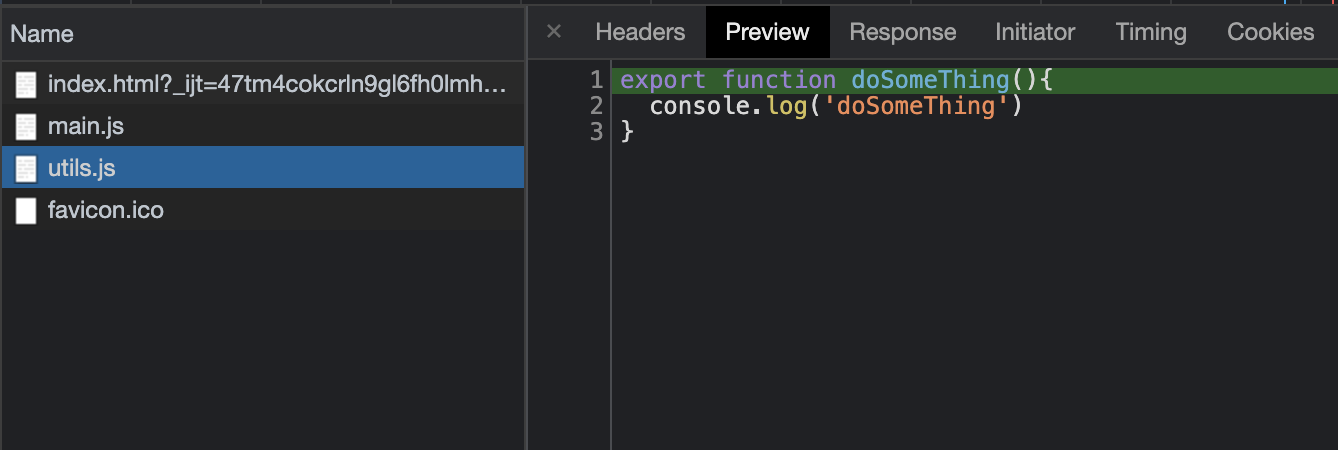 Name
× Headers Preview Response Initiator Timing Cookies
index.html?_ijt=47tm4cokcrln9gl6fh0lmh…
main.js
utils.js
favicon.ico
1 export function doSomeThing(){
2 console.log('doSomeThing')
3 }